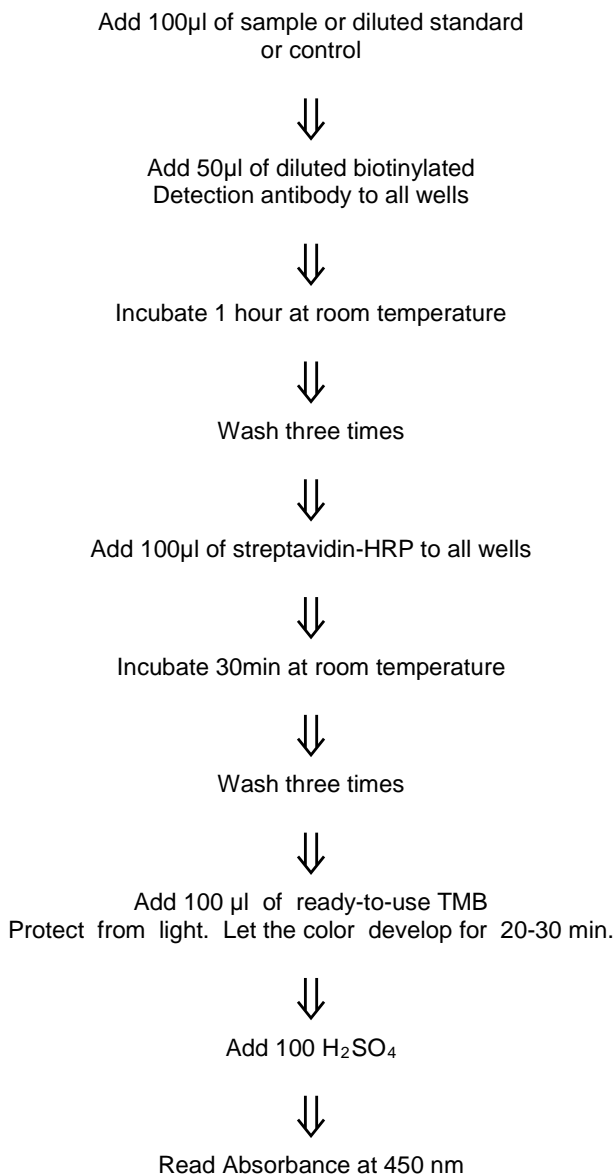 Add 100µl of sample or diluted standard
or control
⇓
Add 50µl of diluted biotinylated
Detection antibody to all wells
⇓
Incubate 1 hour at room temperature
⇓
Wash three times
⇓
Add 100µl of streptavidin-HRP to all wells
⇓
Incubate 30min at room temperature
⇓
Wash three times
⇓
Add 100 µl of ready-to-use TMB
Protect from light. Let the color develop for 20-30 min.
⇓
Add 100 H₂SO₄
⇓
Read Absorbance at 450 nm